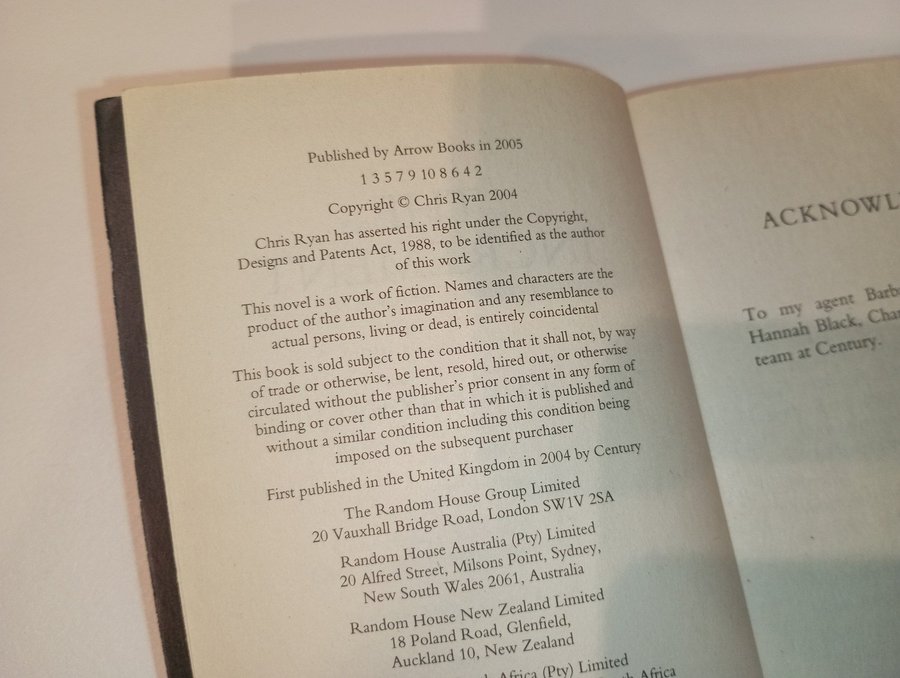 Published by Arrow Books in 2005
1 3 5 7 9 10 8 6 4 2
Copyright © Chris Ryan 2004
Chris Ryan has asserted his right under the Copyright,
Designs and Patents Act, 1988, to be identified as the author
of this work
This novel is a work of fiction. Names and characters are the
product of the author's imagination and any resemblance to
actual persons, living or dead, is entirely coincidental
This book is sold subject to the condition that it shall not, by way
of trade or otherwise, be lent, resold, hired out, or otherwise
circulated without the publisher's prior consent in any form of
binding or cover other than that in which it is published and
without a similar condition including this condition being
imposed on the subsequent purchaser
First published in the United Kingdom in 2004 by Century
The Random House Group Limited
20 Vauxhall Bridge Road, London SW1V 2SA
Random House Australia (Pty) Limited
20 Alfred Street, Milsons Point, Sydney,
New South Wales 2061, Australia
Random House New Zealand Limited
18 Poland Road, Glenfield,
Auckland 10, New Zealand
Africa (Pty) Limited
Africa
ACKNOWL
To my agent Barb
Hannah Black, Cha
team at Century.